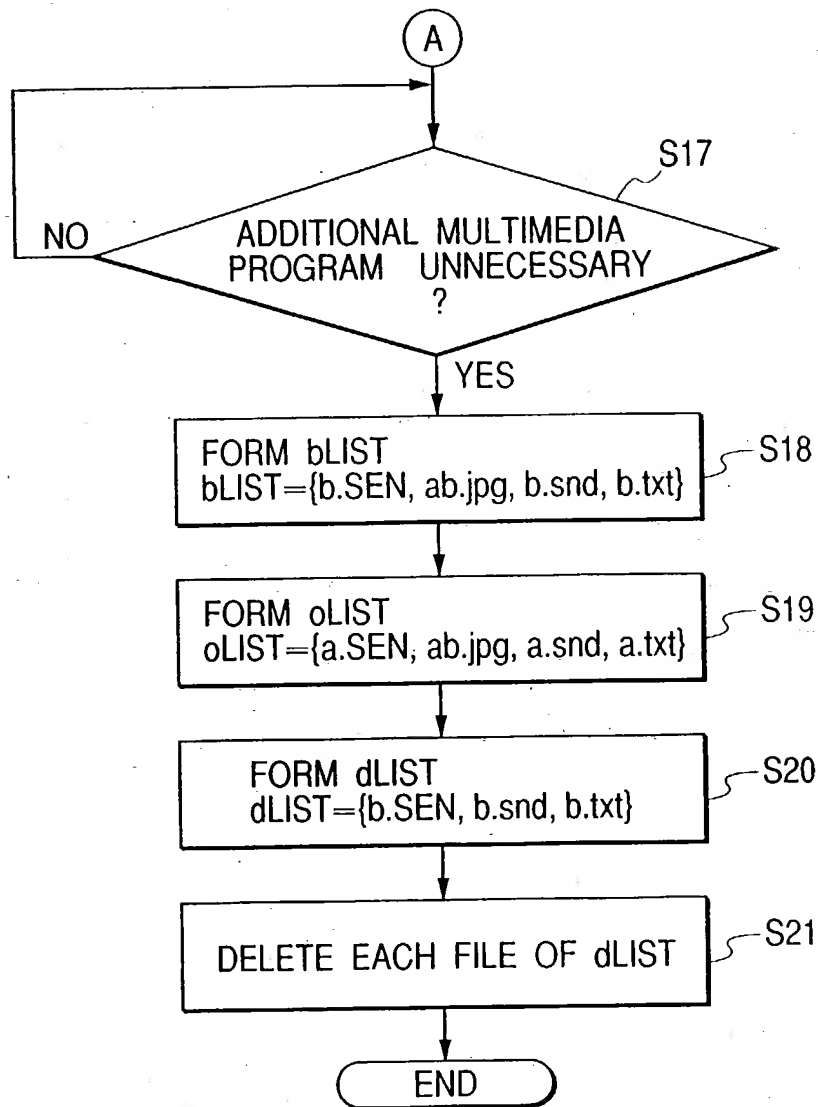 A
S17
NO
ADDITIONAL MULTIMEDIA
PROGRAM UNNECESSARY
?
YES
FORM bLIST
bLIST={b.SEN, ab.jpg, b.snd, b.txt}
S18
FORM oLIST
oLIST={a.SEN, ab.jpg, a.snd, a.txt}
S19
FORM dLIST
dLIST={b.SEN, b.snd, b.txt}
S20
DELETE EACH FILE OF dLIST
S21
END